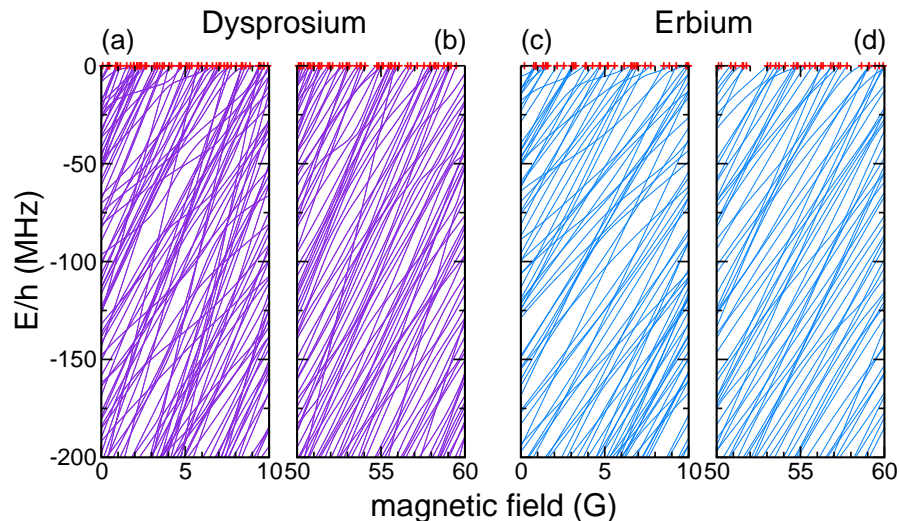 Dysprosium Erbium
(a) (b) (c) (d)
0
-50
-100
-150
-200
E/h (MHz)
0 5 10 50 55 60 0 5 10 50 55 60
magnetic field (G)